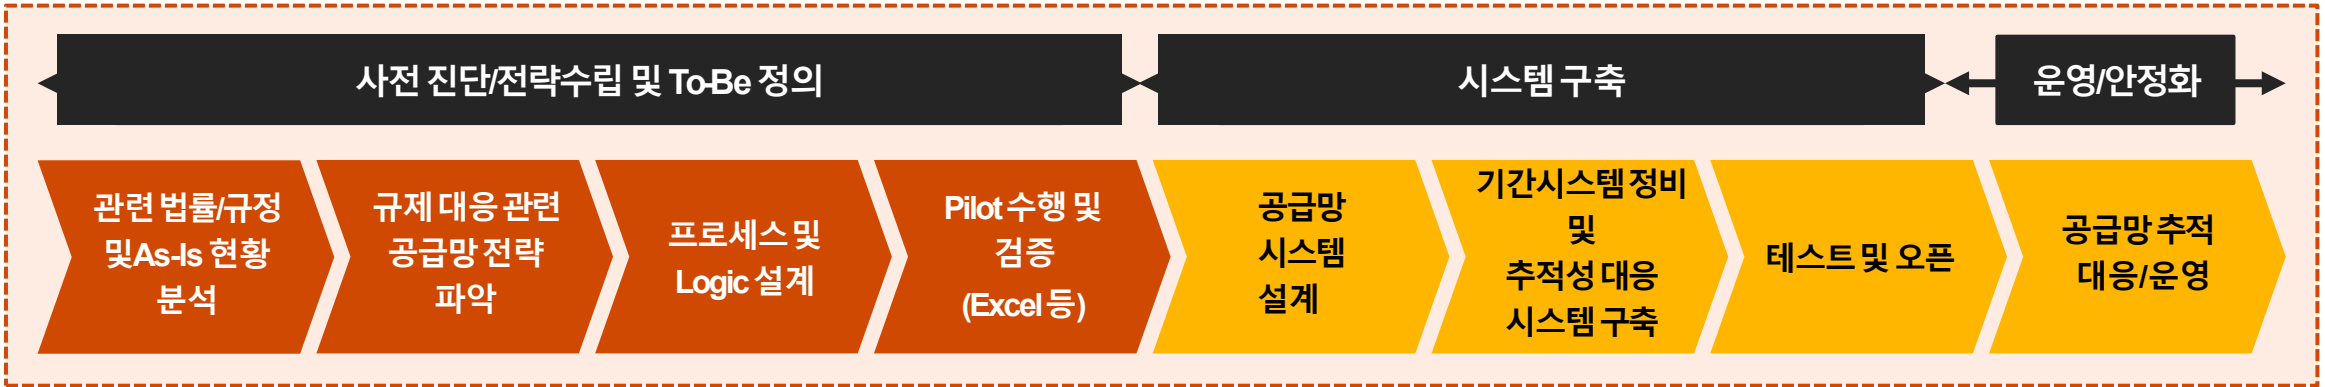 사전 진단/전략수립 및 To-Be 정의
시스템 구축
운영/안정화
관련 법률/규정
및As-Is 현황
분석
규제 대응 관련
공급망 전략
파악
프로세스 및
Logic 설계
Pilot 수행 및
검증
(Excel 등)
공급망
시스템
설계
기간시스템 정비
및
추적성 대응
시스템 구축
테스트 및 오픈
공급망 추적
대응/운영